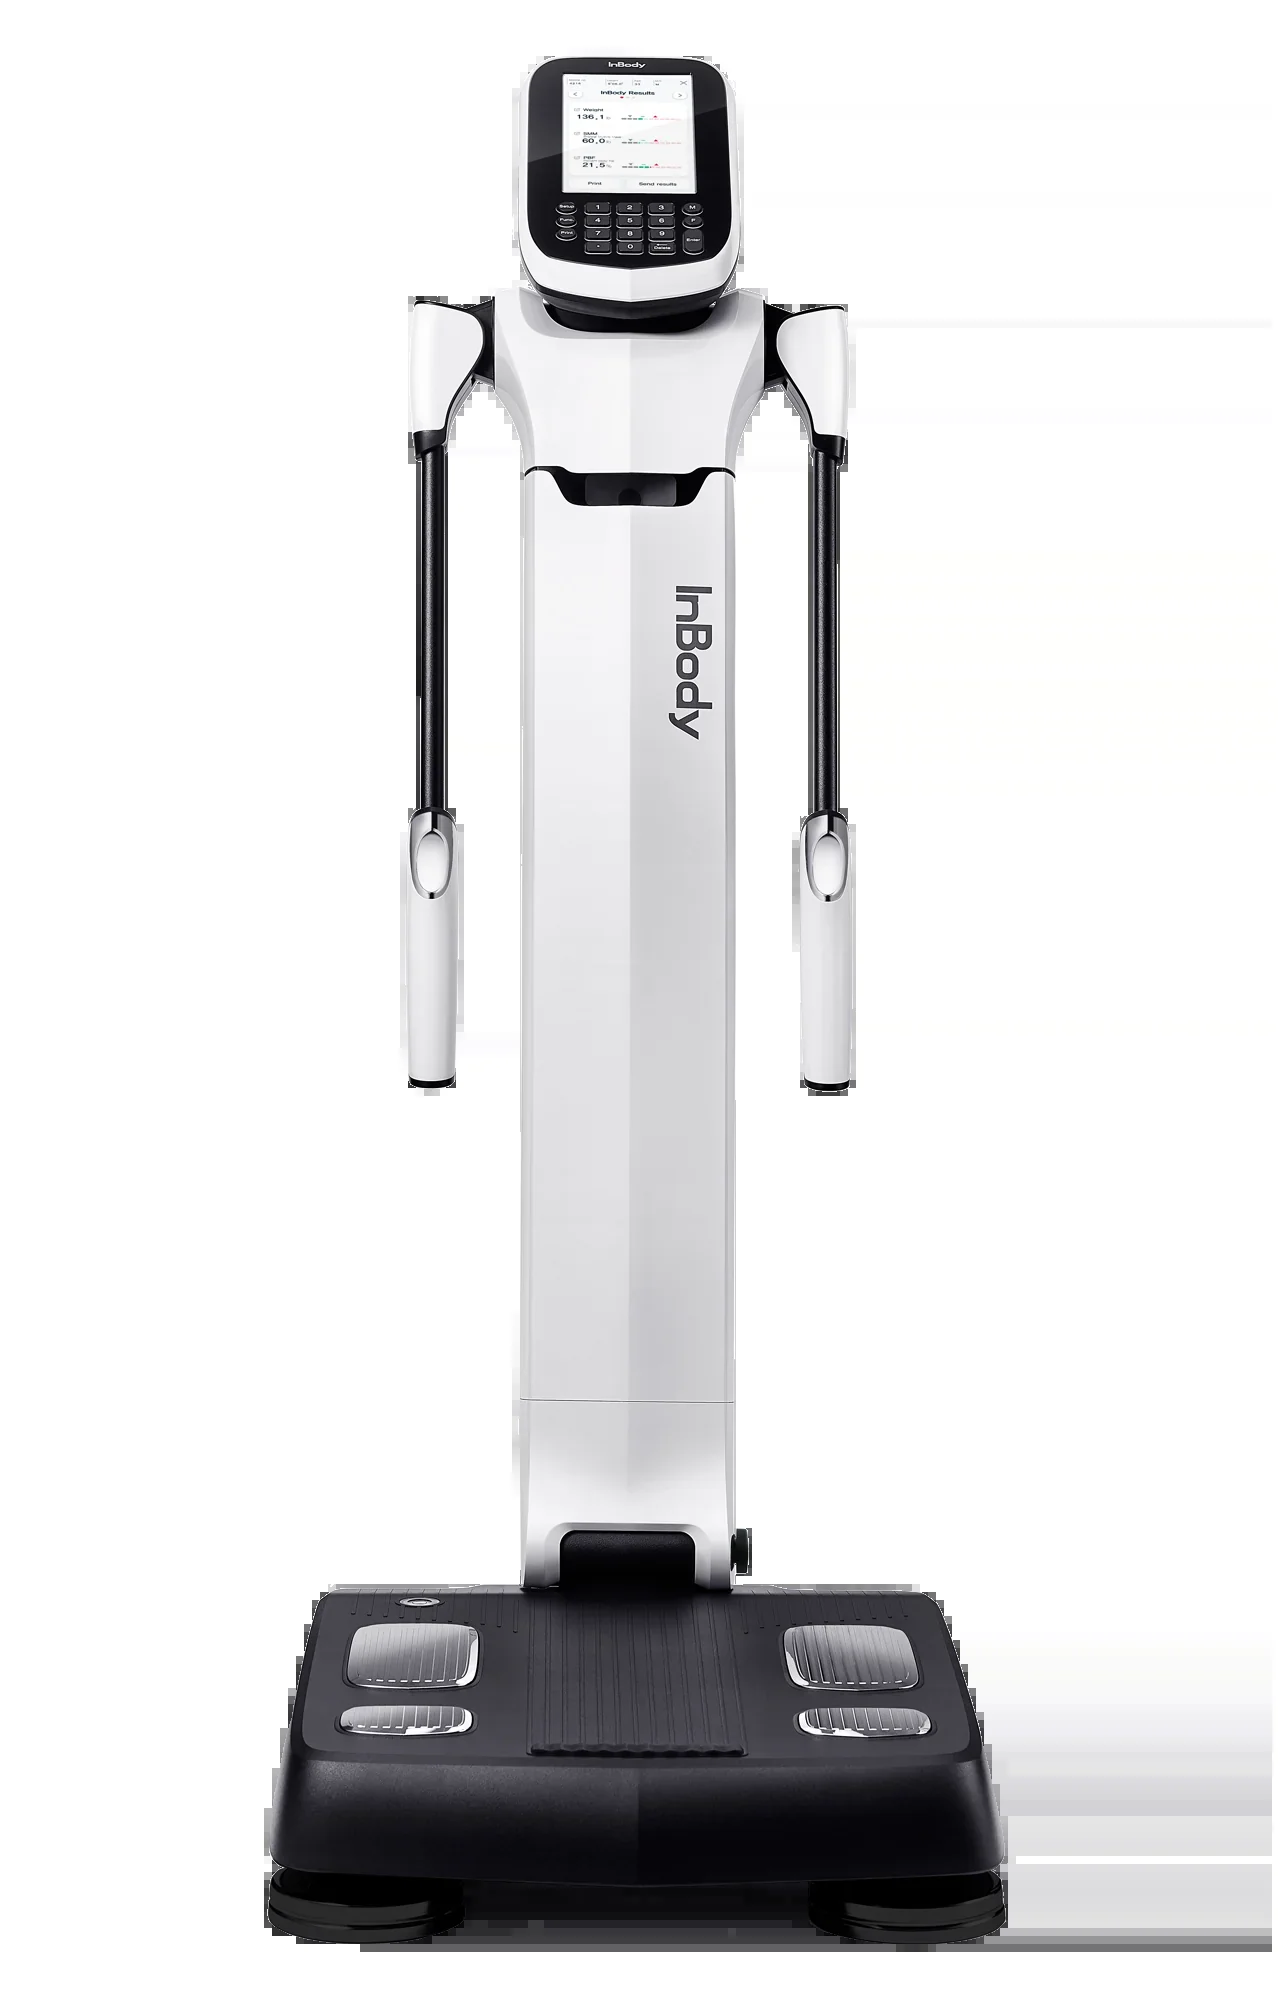 InBody
InBody Results
Weight
136,1
SMM
60,0
PBF
21,5 %
Print
Send results
Setup 1 2 3 M
Func. 4 5 6 F
Print 7 8 9 Enter
. 0 Delete
InBody